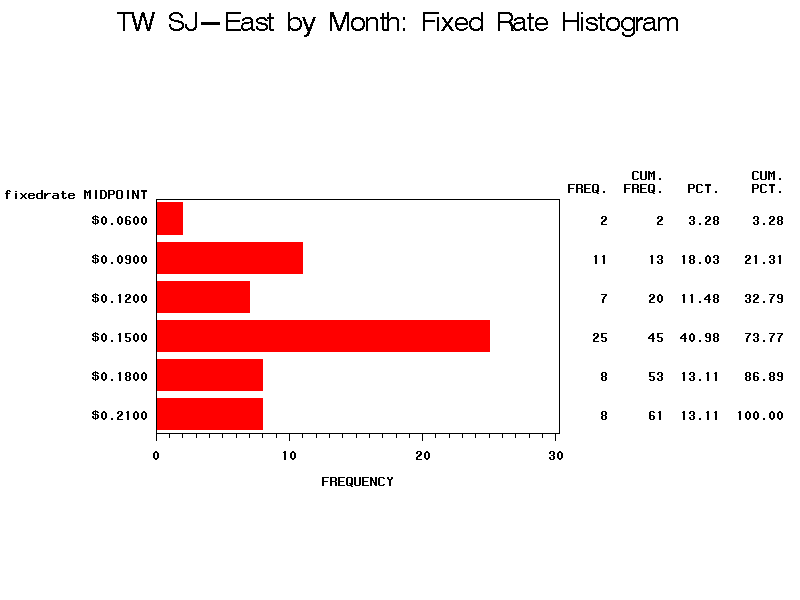 TW SJ—East by Month: Fixed Rate Histogram
CUM. CUM.
fixedrate MIDPOINT FREQ. FREQ. PCT. PCT.
$0.0600 2 2 3.28 3.28
$0.0900 11 13 18.03 21.31
$0.1200 7 20 11.48 32.79
$0.1500 25 45 40.98 73.77
$0.1800 8 53 13.11 86.89
$0.2100 8 61 13.11 100.00
0 10 20 30
FREQUENCY